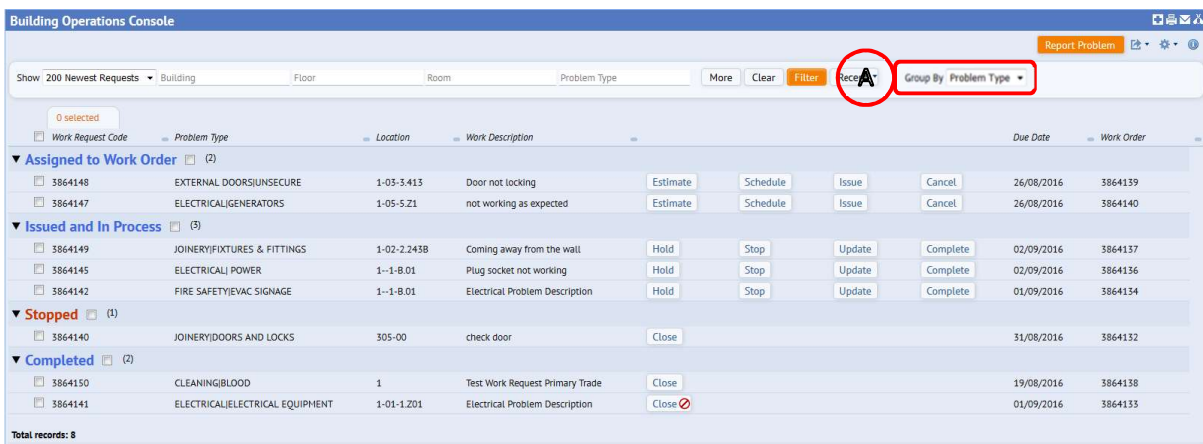 Building Operations Console
Report Problem
Show 200 Newest Requests Building Floor Room Problem Type More Clear Filter A Group By Problem Type
0 selected
Work Request Code Problem Type Location Work Description Due Date Work Order
Assigned to Work Order (2)
3864148 EXTERNAL DOORS|UNSECURE 1-03-3.413 Door not locking Estimate Schedule Issue Cancel 26/08/2016 3864139
3864147 ELECTRICAL|GENERATORS 1-05-5.Z1 not working as expected Estimate Schedule Issue Cancel 26/08/2016 3864140
Issued and In Process (3)
3864149 JOINERY|FIXTURES & FITTINGS 1-02-2.243B Coming away from the wall Hold Stop Update Complete 02/09/2016 3864137
3864145 ELECTRICAL| POWER 1--1-B.01 Plug socket not working Hold Stop Update Complete 02/09/2016 3864136
3864142 FIRE SAFETY|EVAC SIGNAGE 1--1-B.01 Electrical Problem Description Hold Stop Update Complete 01/09/2016 3864134
Stopped (1)
3864140 JOINERY|DOORS AND LOCKS 305-00 check door Close 31/08/2016 3864132
Completed (2)
3864150 CLEANING|BLOOD 1 Test Work Request Primary Trade Close 19/08/2016 3864138
3864141 ELECTRICAL|ELECTRICAL EQUIPMENT 1-01-1.Z01 Electrical Problem Description Close 01/09/2016 3864133
Total records: 8